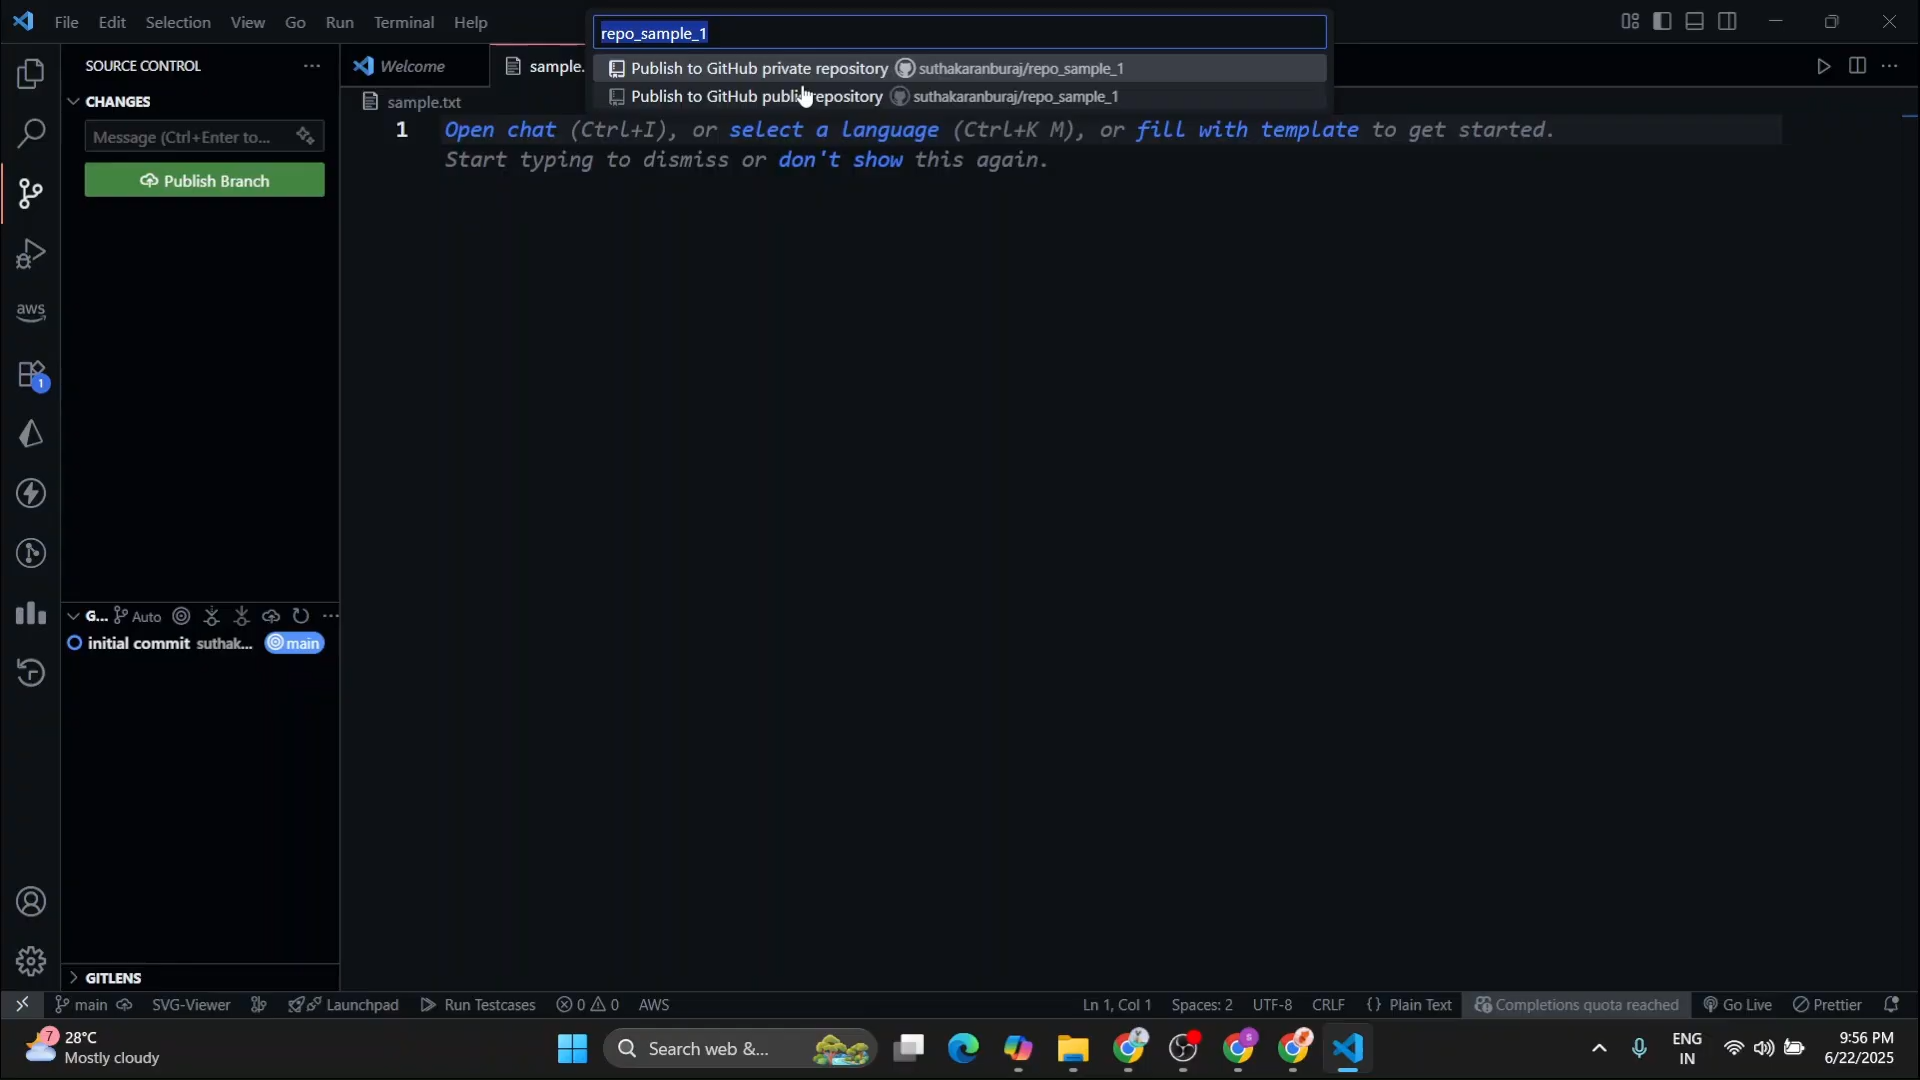 File Edit Selection View Go Run Terminal Help
repo_sample_1
Publish to GitHub private repository suthakaranburaj/repo_sample_1
Publish to GitHub public repository suthakaranburaj/repo_sample_1
SOURCE CONTROL
CHANGES
Message (Ctrl+Enter to...
Publish Branch
Welcome
sample.
sample.txt
1 Open chat (Ctrl+I), or select a language (Ctrl+K M), or fill with template to get started.
Start typing to dismiss or don't show this again.
aws
1
G... Auto
initial commit suthak... main
GITLENS
main SVG-Viewer Launchpad Run Testcases 0 0 AWS
Ln 1, Col 1 Spaces: 2 UTF-8 CRLF {} Plain Text Completions quota reached Go Live Prettier
7
28°C
Mostly cloudy
Search web &...
ENG
IN
9:56 PM
6/22/2025